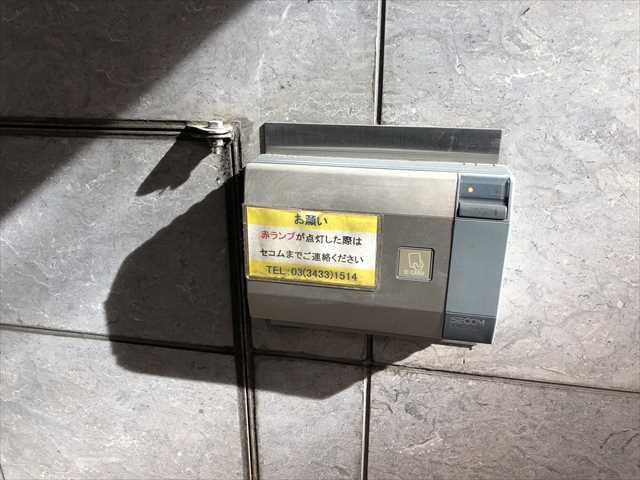 お願い
赤ランプが点灯した際は
セコムまでご連絡ください
TEL:03(3433)1514
SECOM